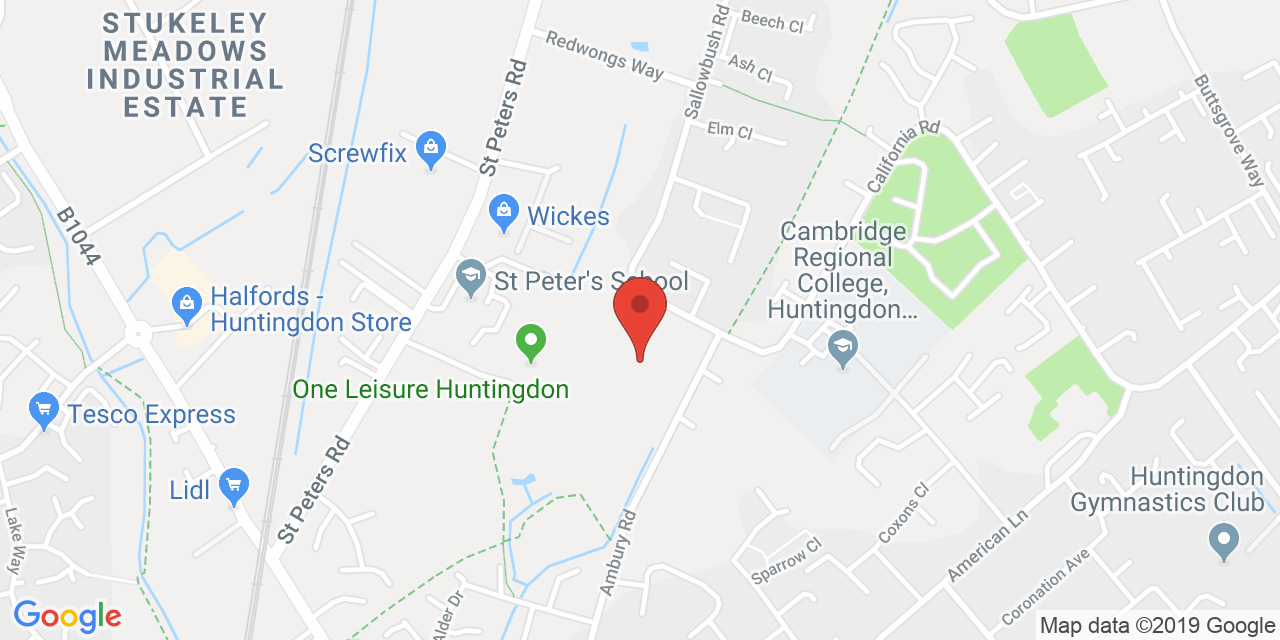 STUKELEY
MEADOWS
INDUSTRIAL
ESTATE
Beech Cl
Redwongs Way
Sallowbush Rd
Ash Cl
St Peters Rd
Elm Cl
Buttsgrove Way
California Rd
Screwfix
Wickes
B1044
Cambridge
Regional
College,
Huntingdon...
St Peter's School
Halfords -
Huntingdon Store
One Leisure Huntingdon
Tesco Express
Lidl
St Peters Rd
Huntingdon
Gymnastics Club
Lake Way
Ambury Rd
Coxons Cl
American Ln
Sparrow Cl
Coronation Ave
Alder Dr
Google
Map data ©2019 Google